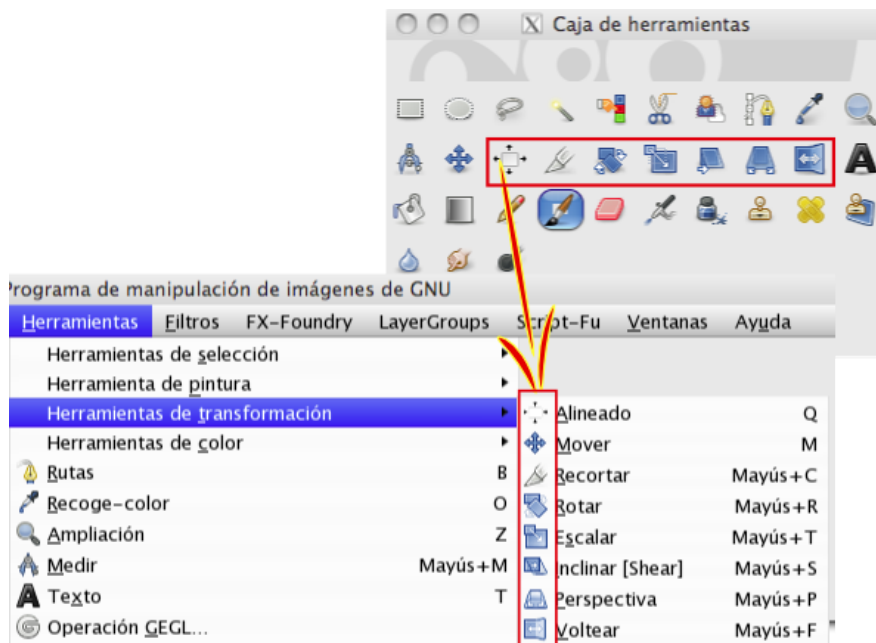 Caja de herramientas
Programa de manipulación de imágenes de GNU
Herramientas Filtros FX-Foundry LayerGroups Script-Fu Ventanas Ayuda
Herramientas de selección
Herramienta de pintura
Herramientas de transformación
Herramientas de color
Rutas B
Recoge-color O
Ampliación Z
Medir Mayús+M
Texto T
Operación GEGL...
Alineado Q
Mover M
Recortar Mayús+C
Rotar Mayús+R
Escalar Mayús+T
Inclinar [Shear] Mayús+S
Perspectiva Mayús+P
Voltear Mayús+F